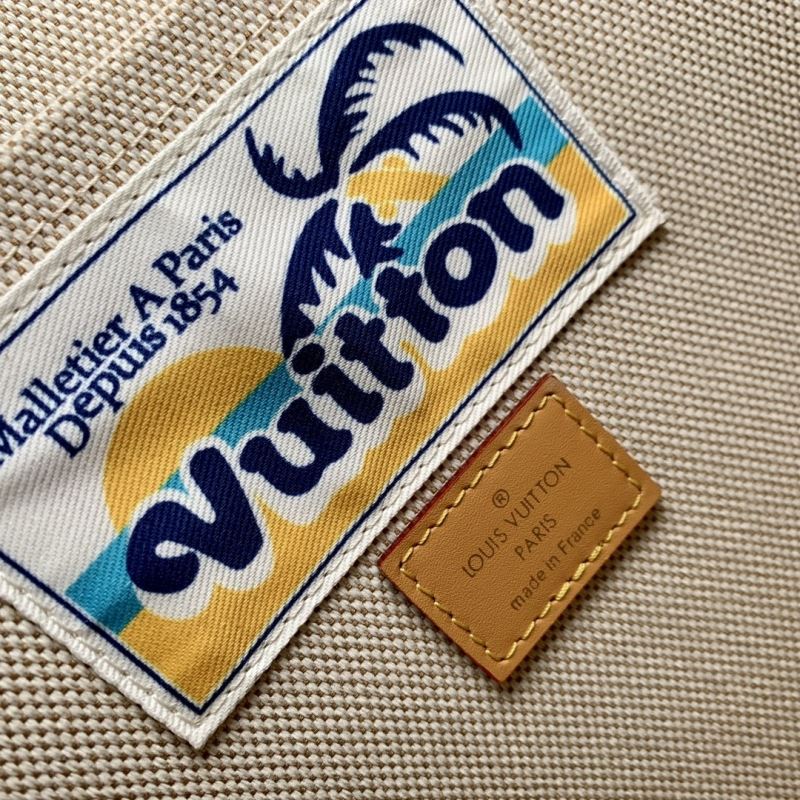 Malletier A Paris
Depuis 1854
Vuitton
®
LOUIS VUITTON
PARIS
made in France